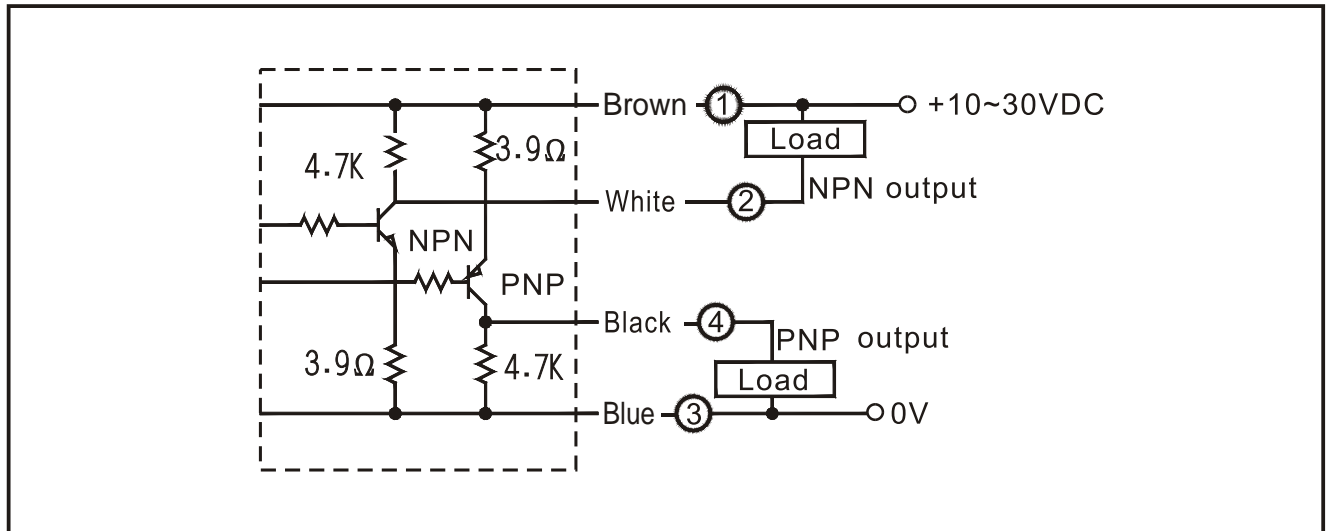 Brown ① +10~30VDC
Load
4.7K 3.9Ω
NPN output
White ②
NPN
PNP
Black ④
PNP output
3.9Ω 4.7K
Load
Blue ③ 0V